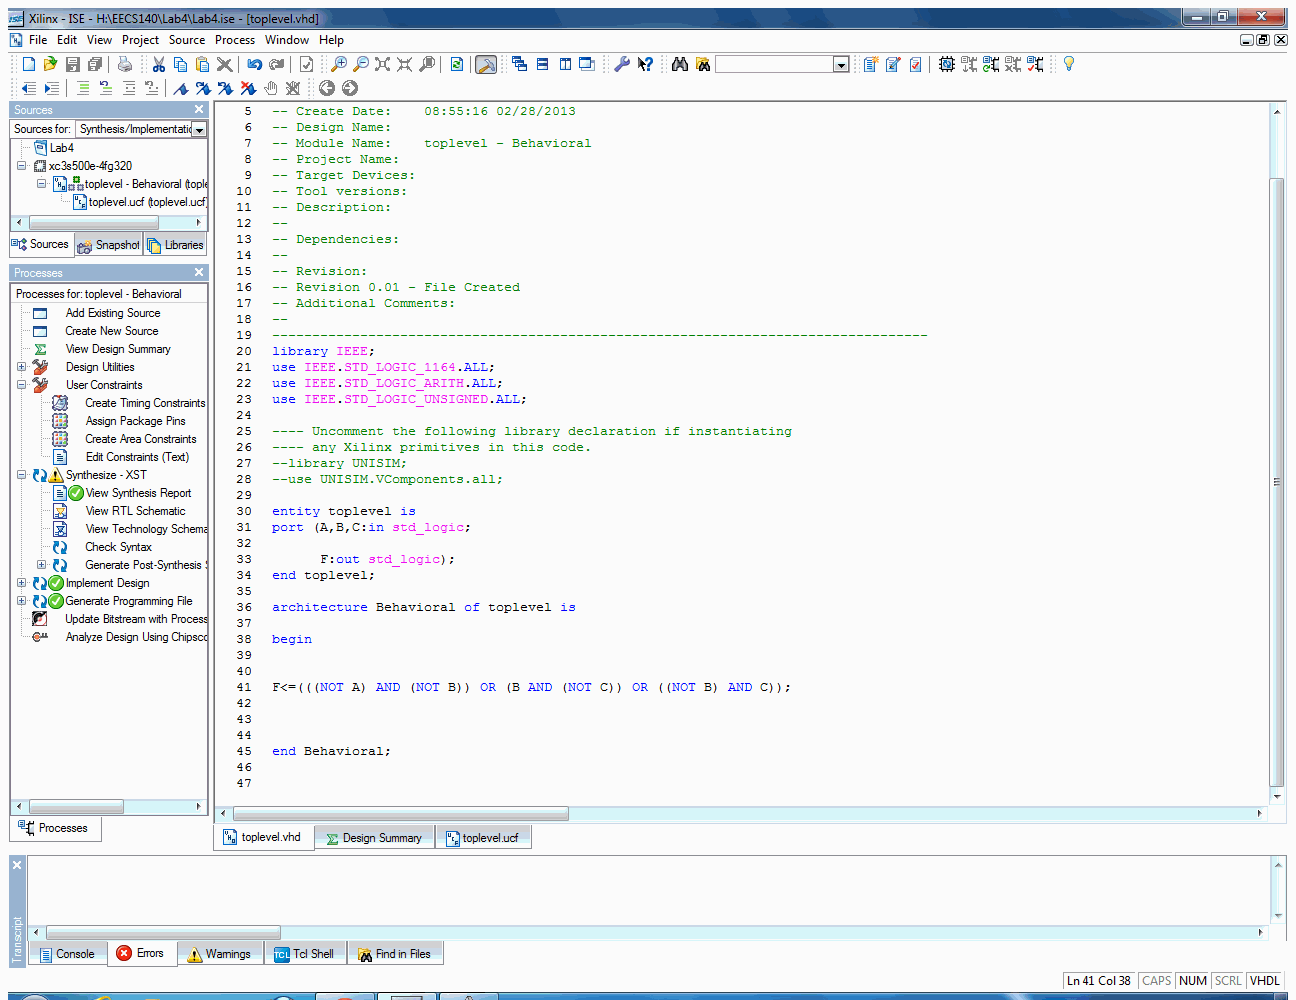 Xilinx - ISE - H:\EECS140\Lab4\Lab4.ise - [toplevel.vhd]
File Edit View Project Source Process Window Help
Sources
Sources for: Synthesis/Implementatic
Lab4
xc3s500e-4fg320
toplevel - Behavioral (tople
toplevel.ucf (toplevel.ucf)
Sources Snapshot Libraries
Processes
Processes for: toplevel - Behavioral
Add Existing Source
Create New Source
View Design Summary
Design Utilities
User Constraints
Create Timing Constraints
Assign Package Pins
Create Area Constraints
Edit Constraints (Text)
Synthesize - XST
View Synthesis Report
View RTL Schematic
View Technology Schema
Check Syntax
Generate Post-Synthesis S
Implement Design
Generate Programming File
Update Bitstream with Process
Analyze Design Using Chipsco
Processes
5 -- Create Date:    08:55:16 02/28/2013
6 -- Design Name:
7 -- Module Name:    toplevel - Behavioral
8 -- Project Name:
9 -- Target Devices:
10 -- Tool versions:
11 -- Description:
12 --
13 -- Dependencies:
14 --
15 -- Revision:
16 -- Revision 0.01 - File Created
17 -- Additional Comments:
18 --
19 ----------------------------------------------------------------------------------
20 library IEEE;
21 use IEEE.STD_LOGIC_1164.ALL;
22 use IEEE.STD_LOGIC_ARITH.ALL;
23 use IEEE.STD_LOGIC_UNSIGNED.ALL;
24
25 ---- Uncomment the following library declaration if instantiating
26 ---- any Xilinx primitives in this code.
27 --library UNISIM;
28 --use UNISIM.VComponents.all;
29
30 entity toplevel is
31 port (A,B,C:in std_logic;
32
33       F:out std_logic);
34 end toplevel;
35
36 architecture Behavioral of toplevel is
37
38 begin
39
40
41 F<=(((NOT A) AND (NOT B)) OR (B AND (NOT C)) OR ((NOT B) AND C));
42
43
44
45 end Behavioral;
46
47
toplevel.vhd Design Summary toplevel.ucf
Transcript
Console Errors Warnings TCL Tcl Shell Find in Files
Ln 41 Col 38 CAPS NUM SCRL VHDL